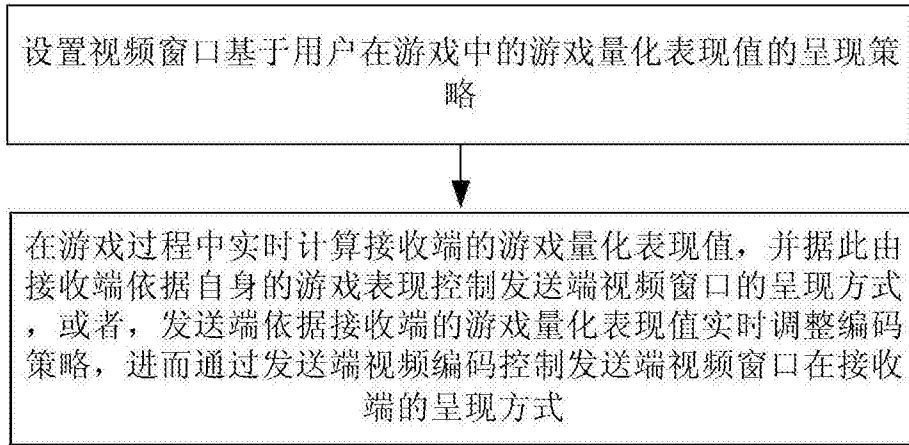 设置视频窗口基于用户在游戏中的游戏量化表现值的呈现策
略
在游戏过程中实时计算接收端的游戏量化表现值，并据此由
接收端依据自身的游戏表现控制发送端视频窗口的呈现方式
，或者，发送端依据接收端的游戏量化表现值实时调整编码
策略，进而通过发送端视频编码控制发送端视频窗口在接收
端的呈现方式